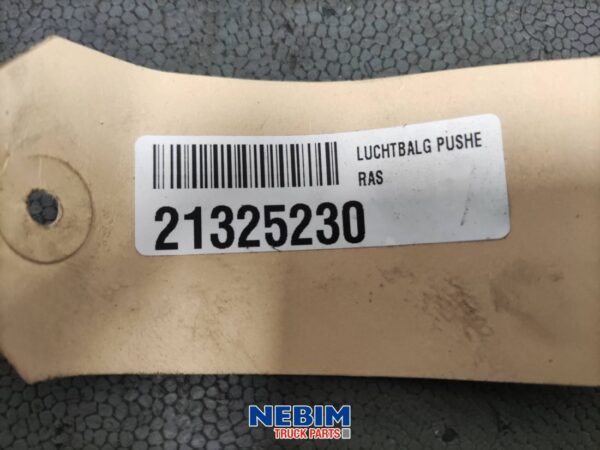 LUCHTBALG PUSHE
RAS
21325230
NEBIM
TRUCK PARTS